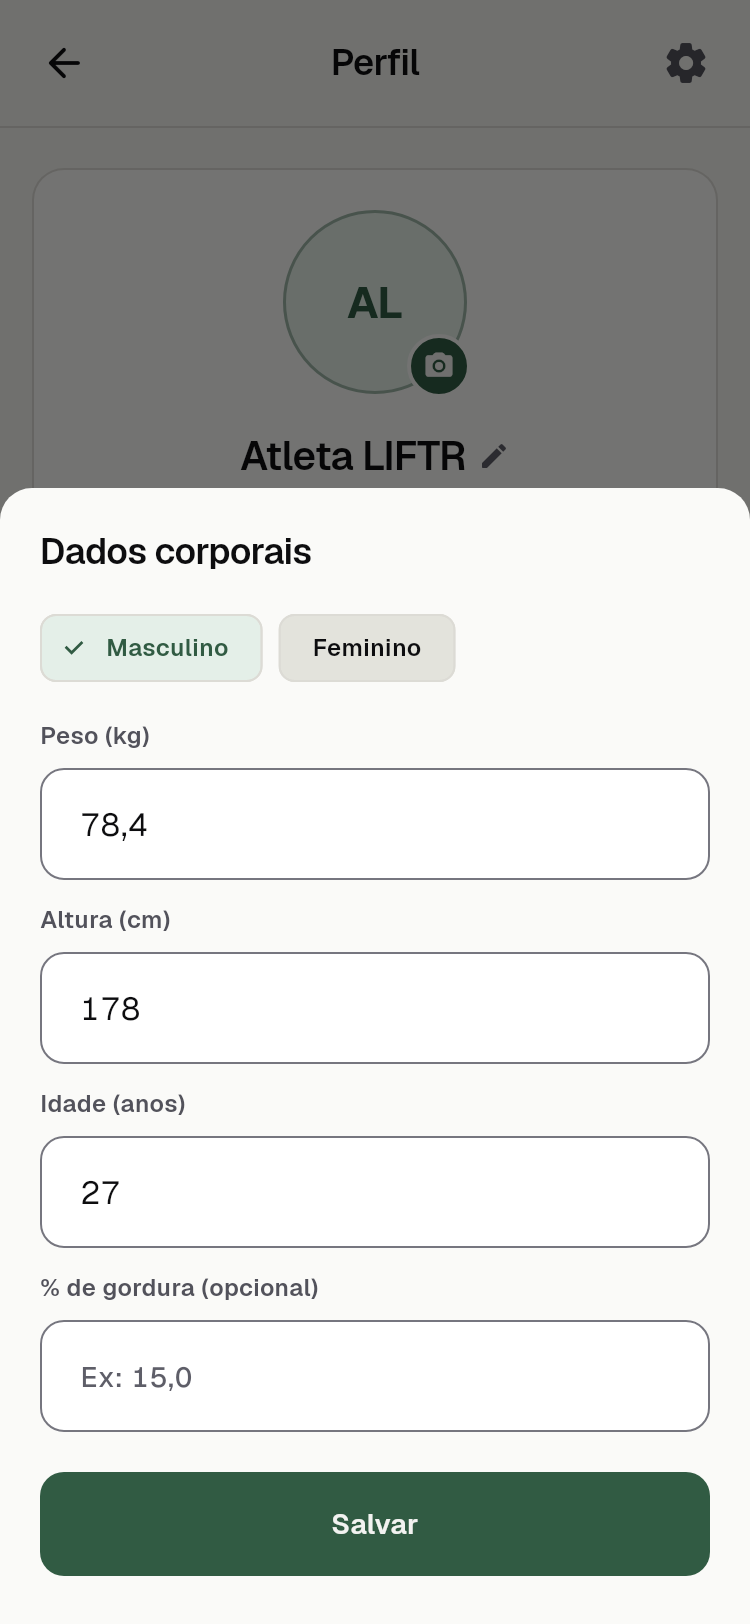 Perfil
AL
Atleta LIFTR
Dados corporais
Masculino
Feminino
Peso (kg)
78,4
Altura (cm)
178
Idade (anos)
27
% de gordura (opcional)
Ex: 15,0
Salvar